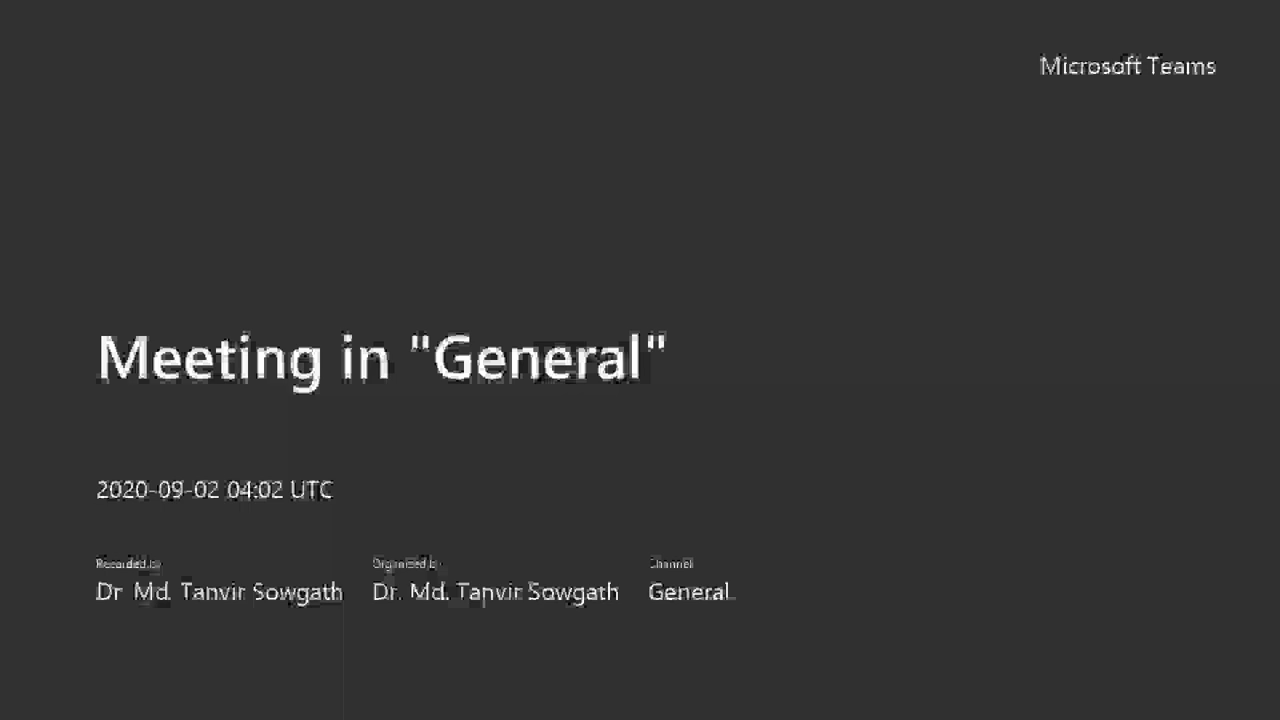 Microsoft Teams
Meeting in "General"
2020-09-02 04:02 UTC
Recorded by Organized by Channel
Dr. Md. Tanvir Sowgath Dr. Md. Tanvir Sowgath General